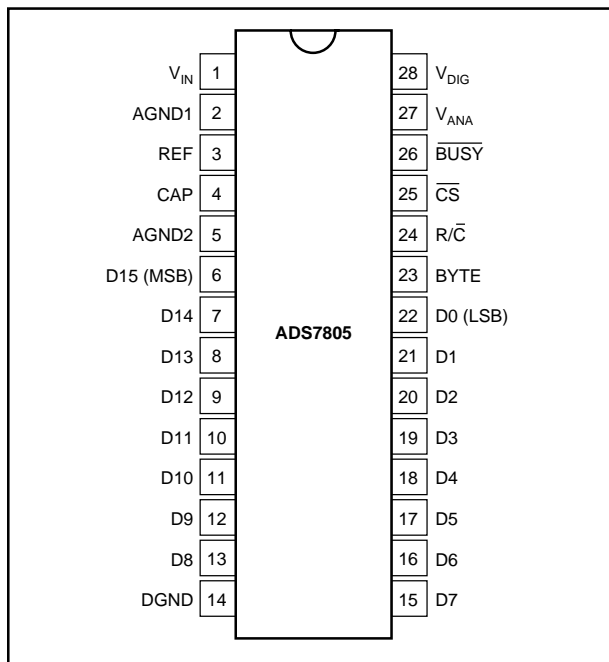 V_IN 1 28 V_DIG
AGND1 2 27 V_ANA
REF 3 26 B̅U̅S̅Y̅
CAP 4 25 C̅S̅
AGND2 5 24 R/C̅
D15 (MSB) 6 23 BYTE
D14 7 22 D0 (LSB)
ADS7805
D13 8 21 D1
D12 9 20 D2
D11 10 19 D3
D10 11 18 D4
D9 12 17 D5
D8 13 16 D6
DGND 14 15 D7